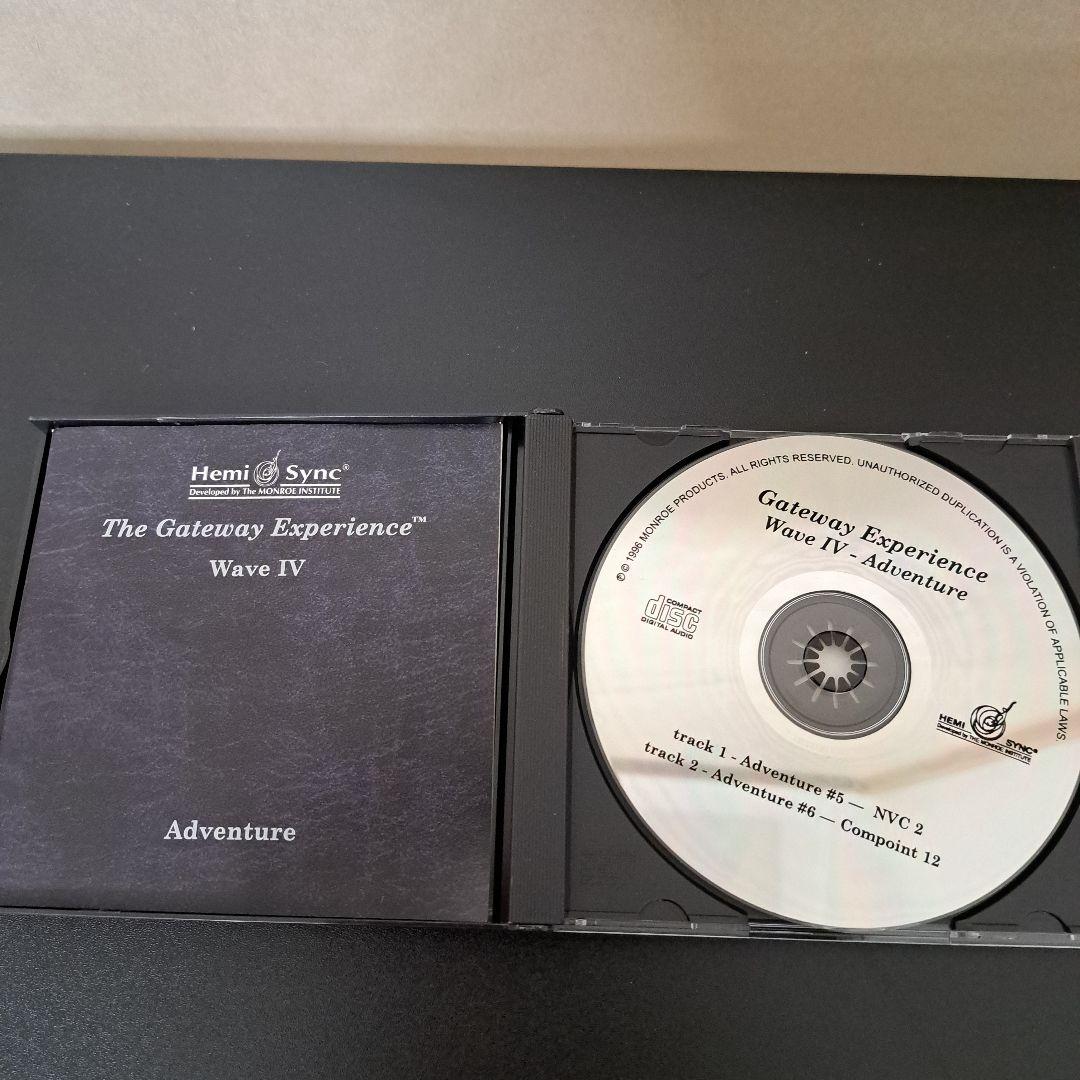 Hemi Sync®
Developed by The MONROE INSTITUTE
The Gateway Experience™
Wave IV
Adventure
℗ © 1996 MONROE PRODUCTS. ALL RIGHTS RESERVED. UNAUTHORIZED DUPLICATION IS A VIOLATION OF APPLICABLE LAWS
Gateway Experience
Wave IV - Adventure
COMPACT
disc
DIGITAL AUDIO
HEMI SYNC®
Developed by THE MONROE INSTITUTE
track 1 - Adventure #5 — NVC 2
track 2 - Adventure #6 — Compoint 12